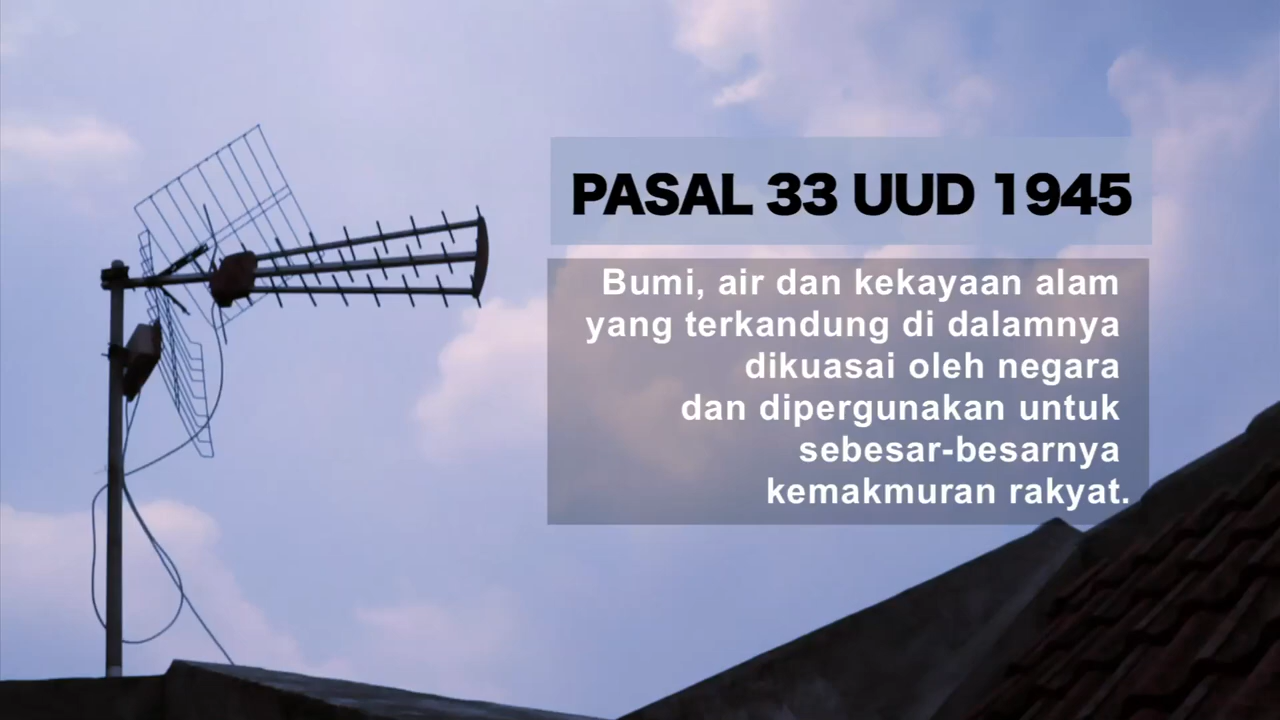 PASAL 33 UUD 1945
Bumi, air dan kekayaan alam
yang terkandung di dalamnya
dikuasai oleh negara
dan dipergunakan untuk
sebesar-besarnya
kemakmuran rakyat.